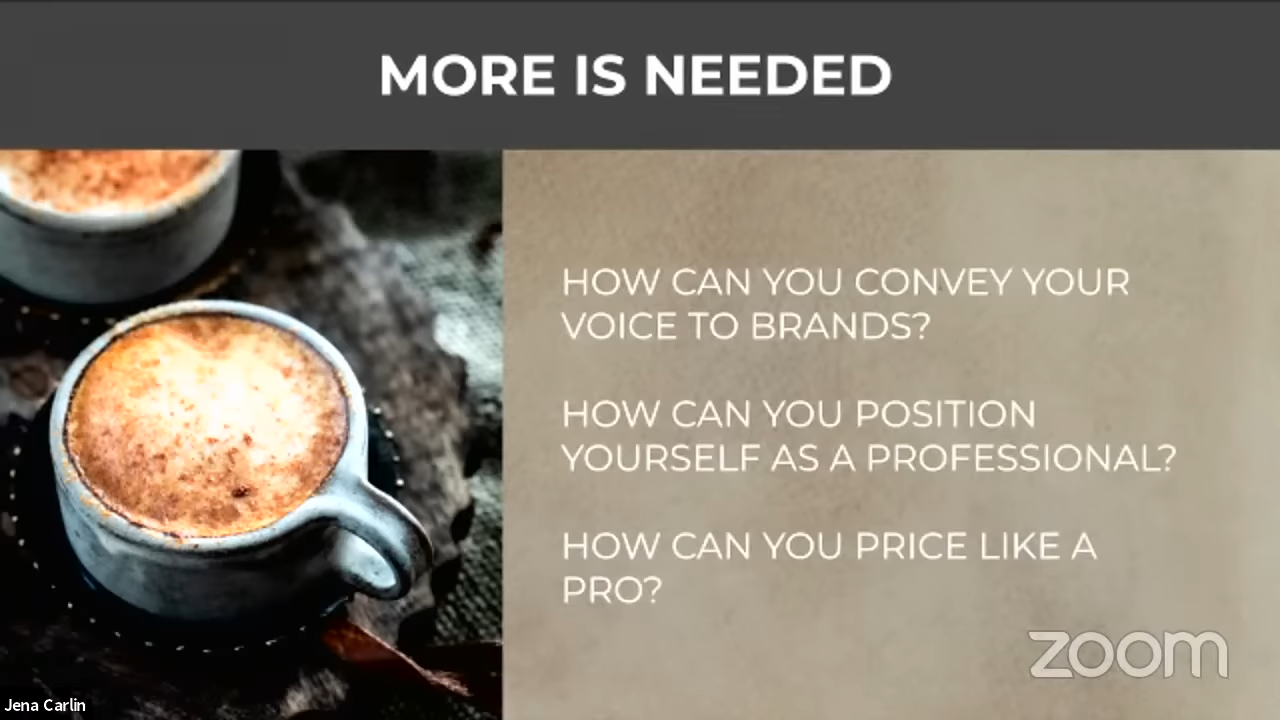 MORE IS NEEDED
HOW CAN YOU CONVEY YOUR
VOICE TO BRANDS?
HOW CAN YOU POSITION
YOURSELF AS A PROFESSIONAL?
HOW CAN YOU PRICE LIKE A
PRO?
zoom
Jena Carlin